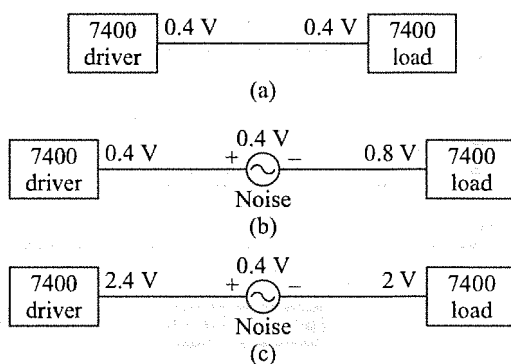 7400 driver 0.4 V 0.4 V 7400 load
(a)
7400 driver 0.4 V + 0.4 V − 0.8 V 7400 load
Noise
(b)
7400 driver 2.4 V + 0.4 V − 2 V 7400 load
Noise
(c)